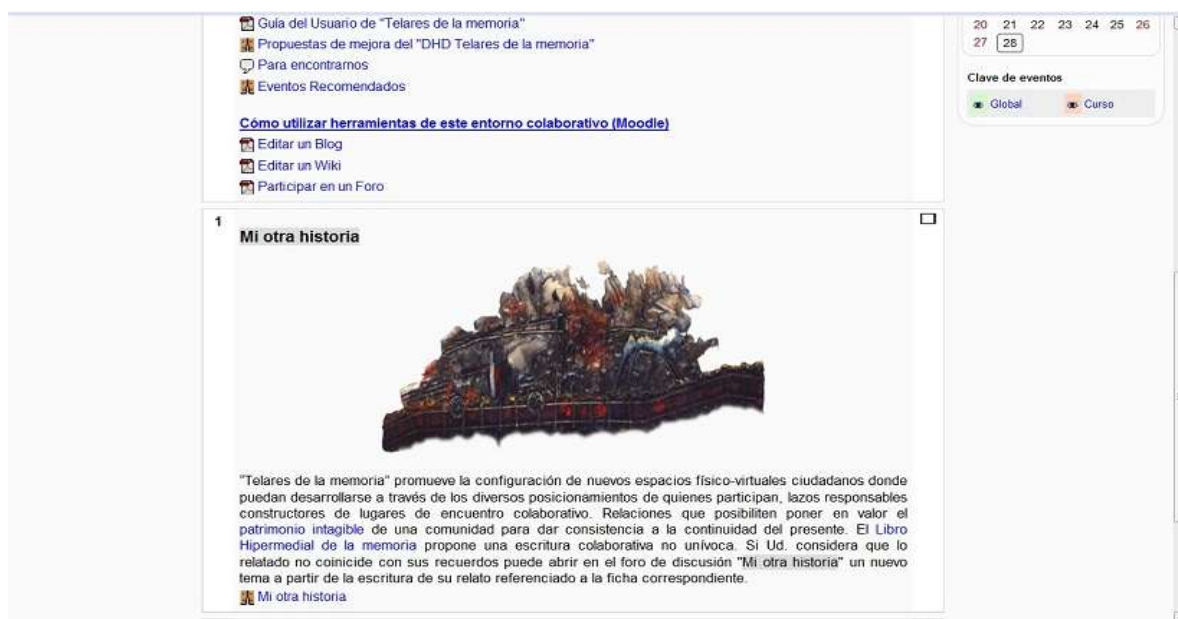 Guía del Usuario de "Telares de la memoria"
Propuestas de mejora del "DHD Telares de la memoria"
Para encontrarnos
Eventos Recomendados
Cómo utilizar herramientas de este entorno colaborativo (Moodle)
Editar un Blog
Editar un Wiki
Participar en un Foro
20 21 22 23 24 25 26
27 28
Clave de eventos
Global Curso
1
Mi otra historia
"Telares de la memoria" promueve la configuración de nuevos espacios físico-virtuales ciudadanos donde
puedan desarrollarse a través de los diversos posicionamientos de quienes participan, lazos responsables
constructores de lugares de encuentro colaborativo. Relaciones que posibiliten poner en valor el
patrimonio intagible de una comunidad para dar consistencia a la continuidad del presente. El Libro
Hipermedial de la memoria propone una escritura colaborativa no unívoca. Si Ud. considera que lo
relatado no coinicide con sus recuerdos puede abrir en el foro de discusión "Mi otra historia" un nuevo
tema a partir de la escritura de su relato referenciado a la ficha correspondiente.
Mi otra historia